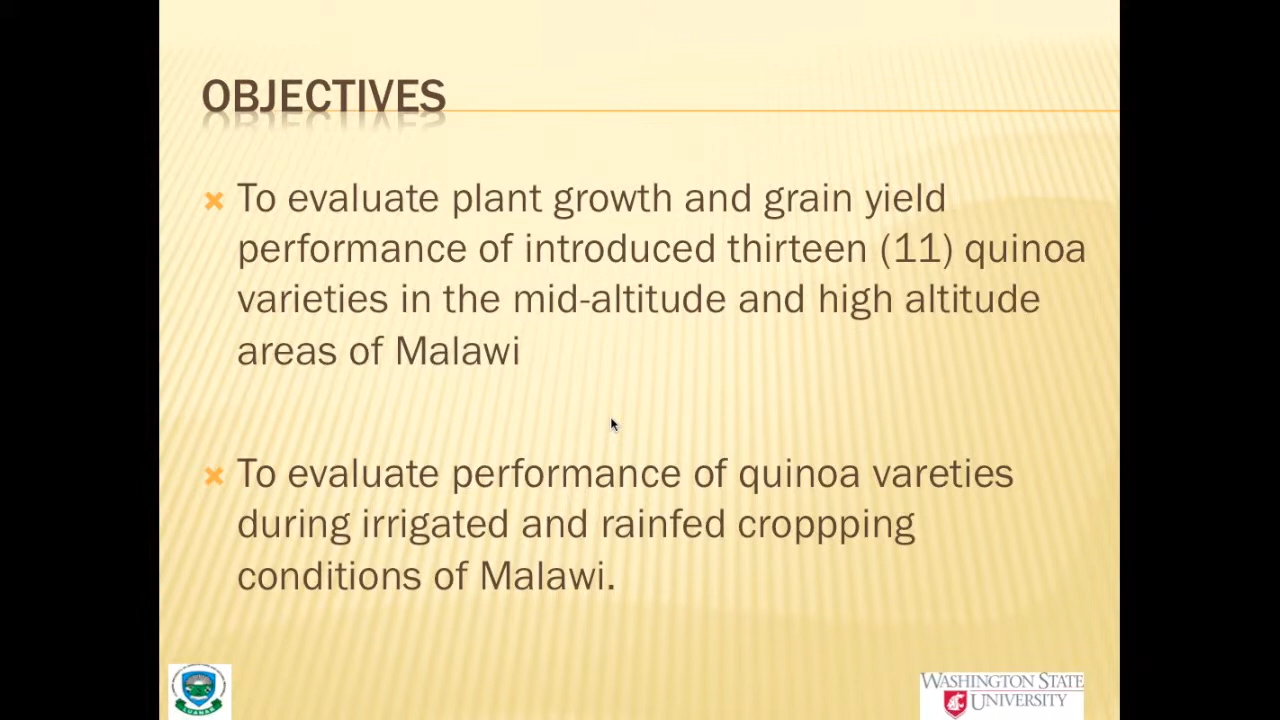 OBJECTIVES
To evaluate plant growth and grain yield
performance of introduced thirteen (11) quinoa
varieties in the mid-altitude and high altitude
areas of Malawi
To evaluate performance of quinoa vareties
during irrigated and rainfed croppping
conditions of Malawi.
WASHINGTON STATE
UNIVERSITY